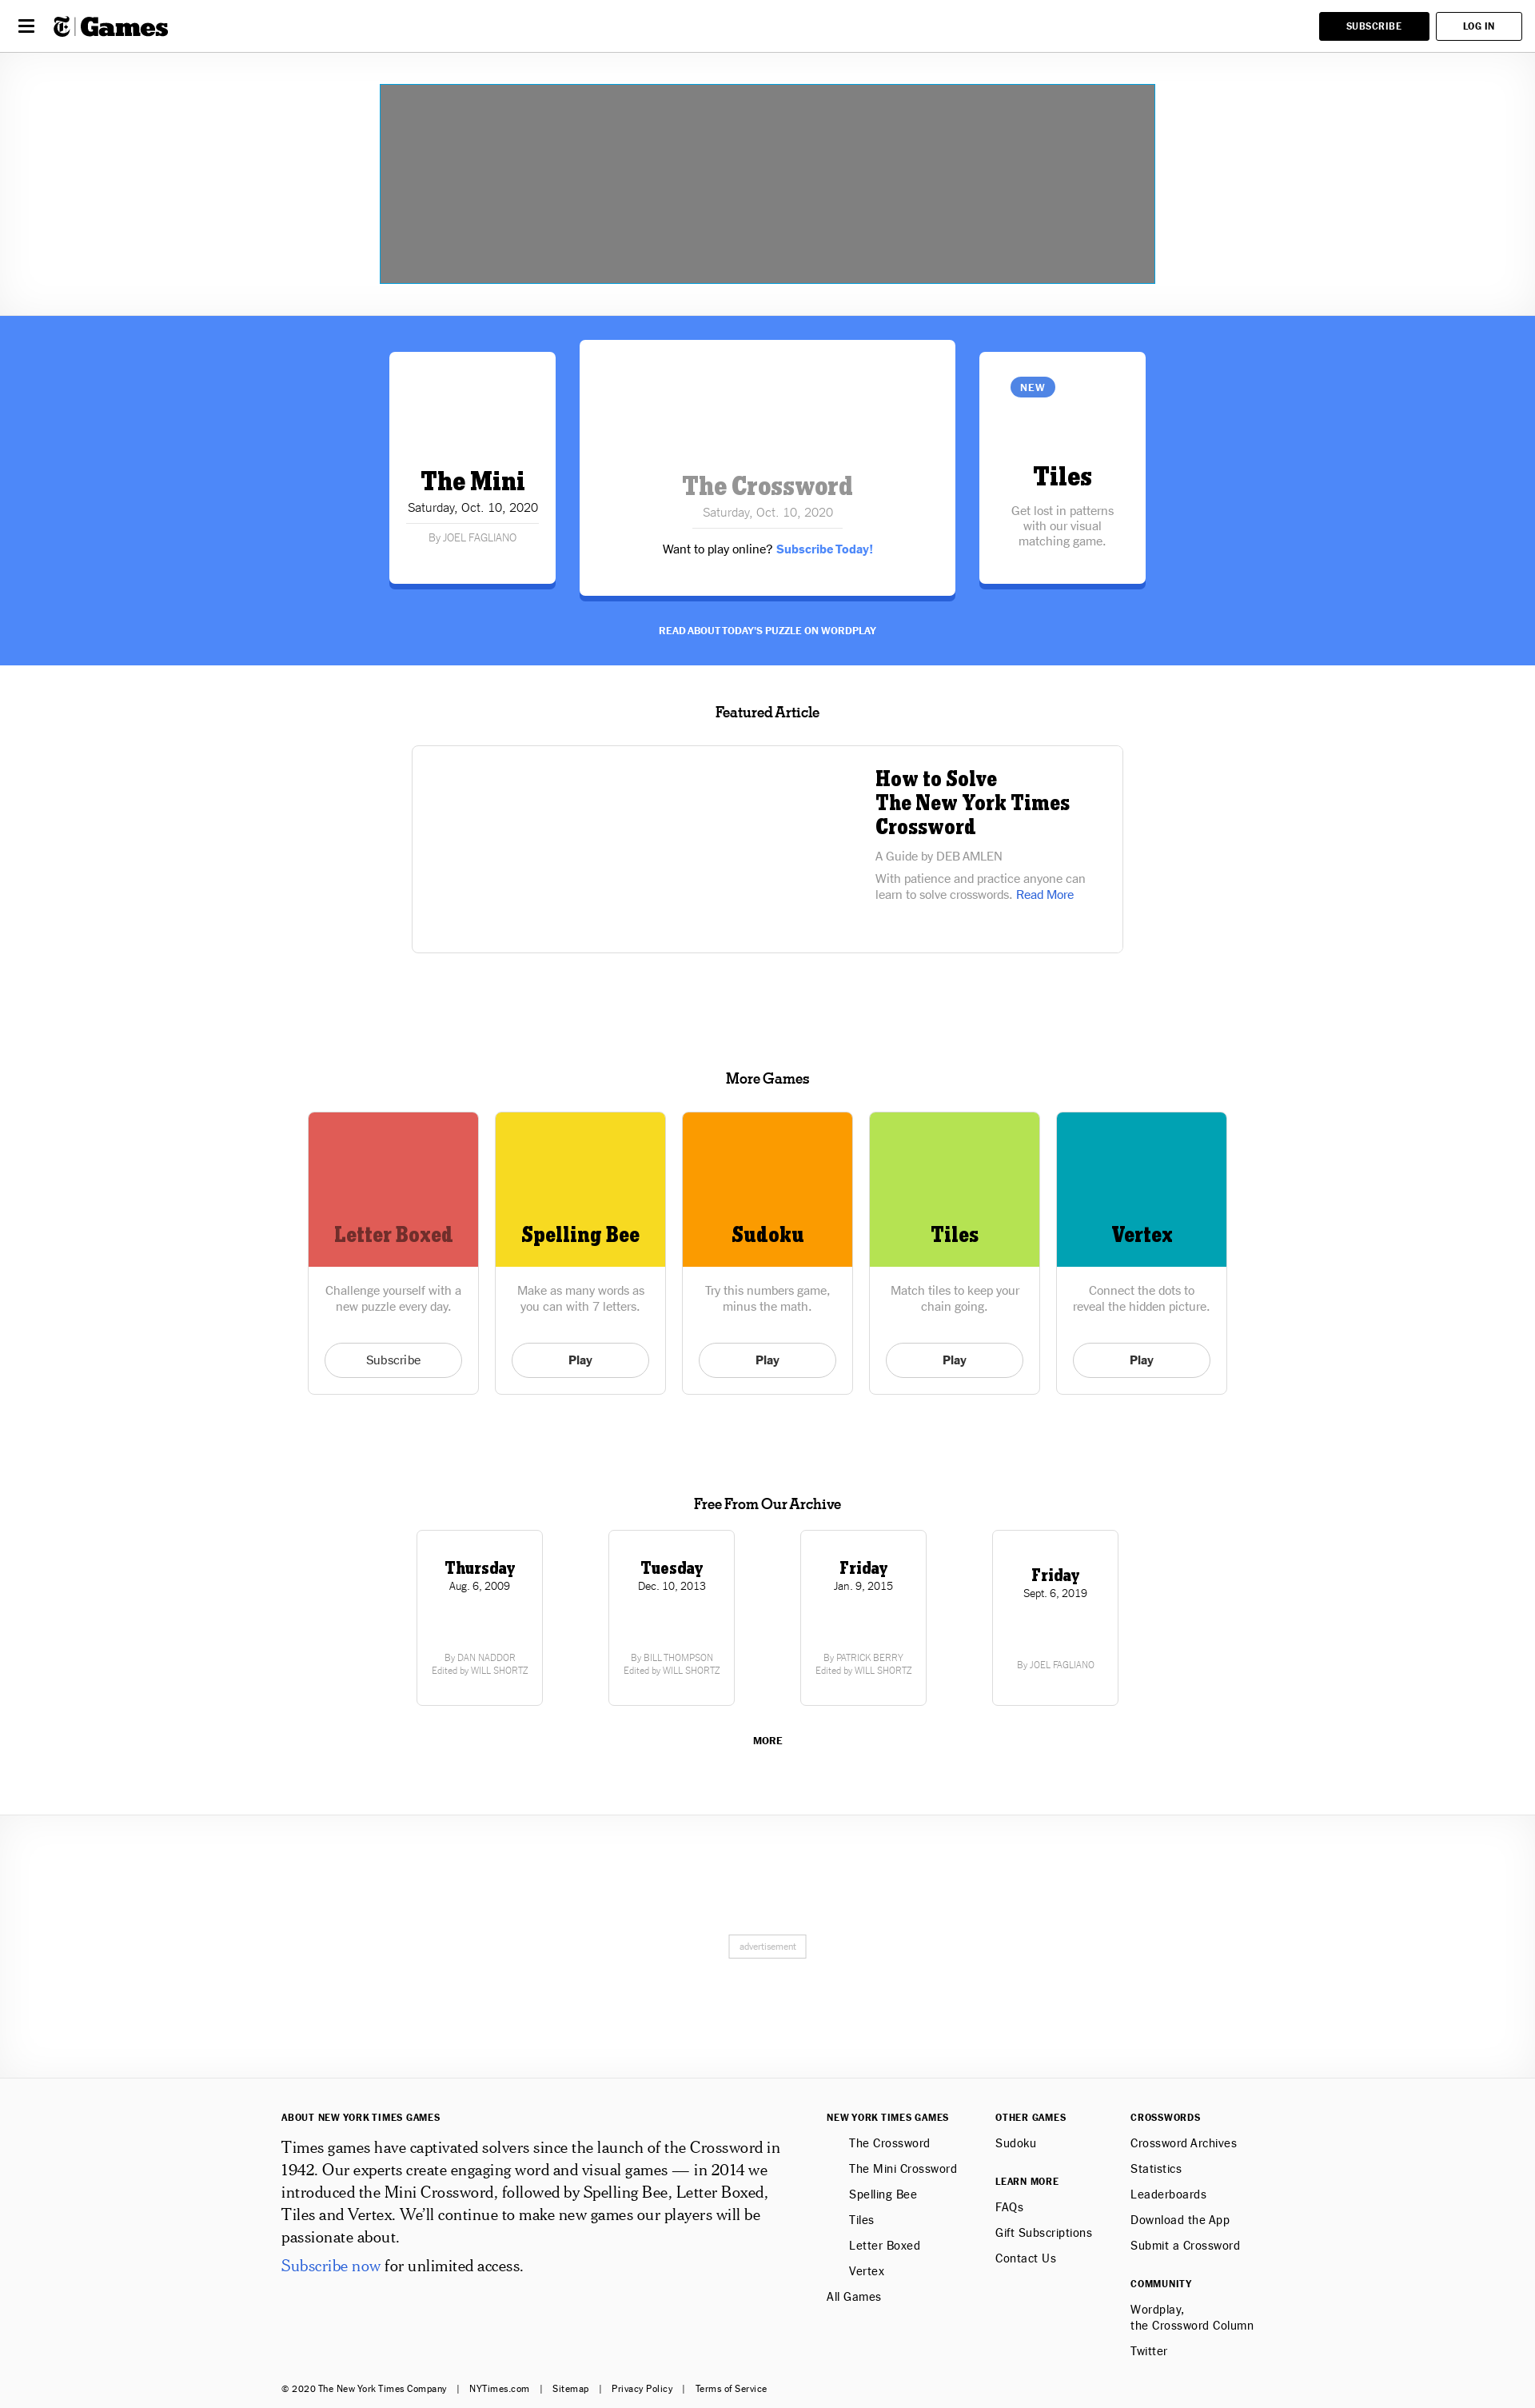 Games
SUBSCRIBE
LOG IN
The Mini
Saturday, Oct. 10, 2020
By JOEL FAGLIANO
The Crossword
Saturday, Oct. 10, 2020
Want to play online? Subscribe Today!
NEW
Tiles
Get lost in patterns
with our visual
matching game.
READ ABOUT TODAY'S PUZZLE ON WORDPLAY
Featured Article
How to Solve
The New York Times
Crossword
A Guide by DEB AMLEN
With patience and practice anyone can
learn to solve crosswords. Read More
More Games
Letter Boxed
Challenge yourself with a
new puzzle every day.
Subscribe
Spelling Bee
Make as many words as
you can with 7 letters.
Play
Sudoku
Try this numbers game,
minus the math.
Play
Tiles
Match tiles to keep your
chain going.
Play
Vertex
Connect the dots to
reveal the hidden picture.
Play
Free From Our Archive
Thursday
Aug. 6, 2009
By DAN NADDOR
Edited by WILL SHORTZ
Tuesday
Dec. 10, 2013
By BILL THOMPSON
Edited by WILL SHORTZ
Friday
Jan. 9, 2015
By PATRICK BERRY
Edited by WILL SHORTZ
Friday
Sept. 6, 2019
By JOEL FAGLIANO
MORE
advertisement
ABOUT NEW YORK TIMES GAMES
Times games have captivated solvers since the launch of the Crossword in
1942. Our experts create engaging word and visual games — in 2014 we
introduced the Mini Crossword, followed by Spelling Bee, Letter Boxed,
Tiles and Vertex. We’ll continue to make new games our players will be
passionate about.
Subscribe now for unlimited access.
NEW YORK TIMES GAMES
The Crossword
The Mini Crossword
Spelling Bee
Tiles
Letter Boxed
Vertex
All Games
OTHER GAMES
Sudoku
LEARN MORE
FAQs
Gift Subscriptions
Contact Us
CROSSWORDS
Crossword Archives
Statistics
Leaderboards
Download the App
Submit a Crossword
COMMUNITY
Wordplay,
the Crossword Column
Twitter
© 2020 The New York Times Company | NYTimes.com | Sitemap | Privacy Policy | Terms of Service